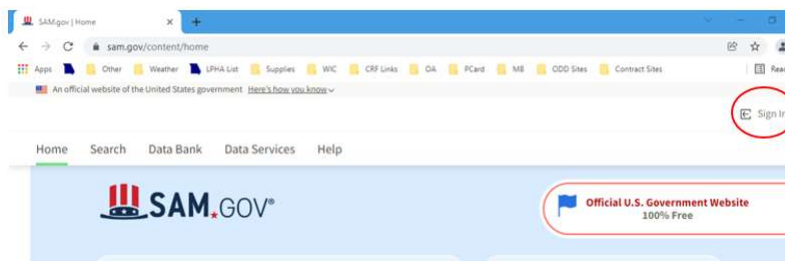 SAM.gov | Home
sam.gov/content/home
Apps Other Weather LPHA List Supplies WIC CRF Links OA PCard MB ODD Sites Contract Sites Read
An official website of the United States government Here's how you know
Sign In
Home Search Data Bank Data Services Help
SAM.GOV®
Official U.S. Government Website
100% Free